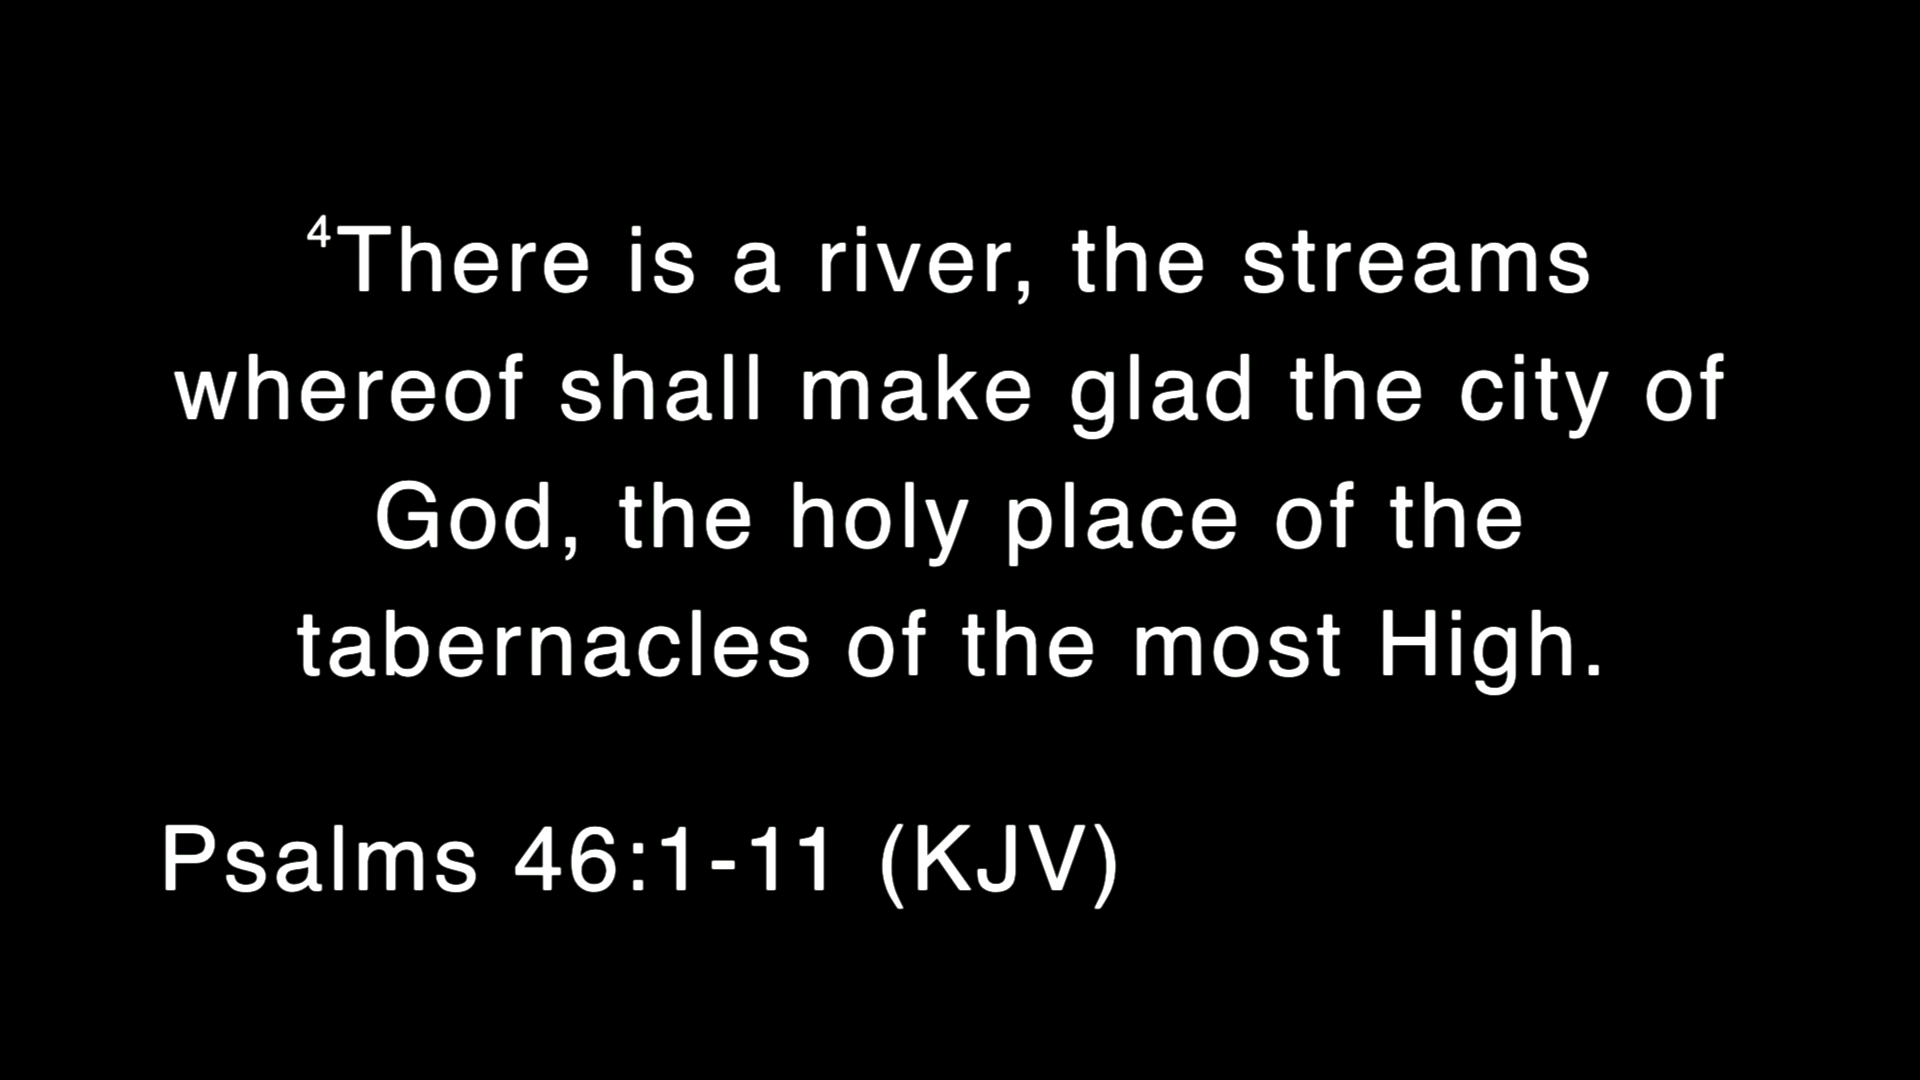 ⁴There is a river, the streams
whereof shall make glad the city of
God, the holy place of the
tabernacles of the most High.
Psalms 46:1-11 (KJV)